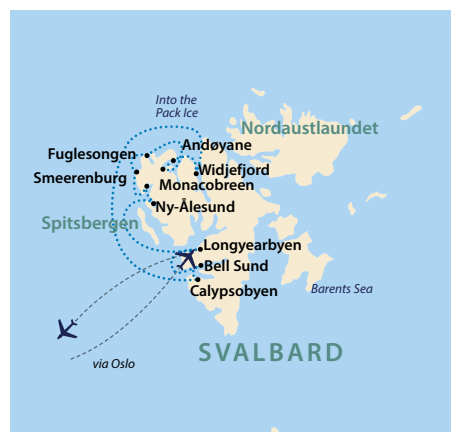 Into the
Pack Ice
Nordaustlaundet
Andøyane
Fuglesongen
Widjefjord
Smeerenburg
Monacobreen
Ny-Ålesund
Spitsbergen
Longyearbyen
Bell Sund
Calypsobyen
Barents Sea
SVALBARD
via Oslo